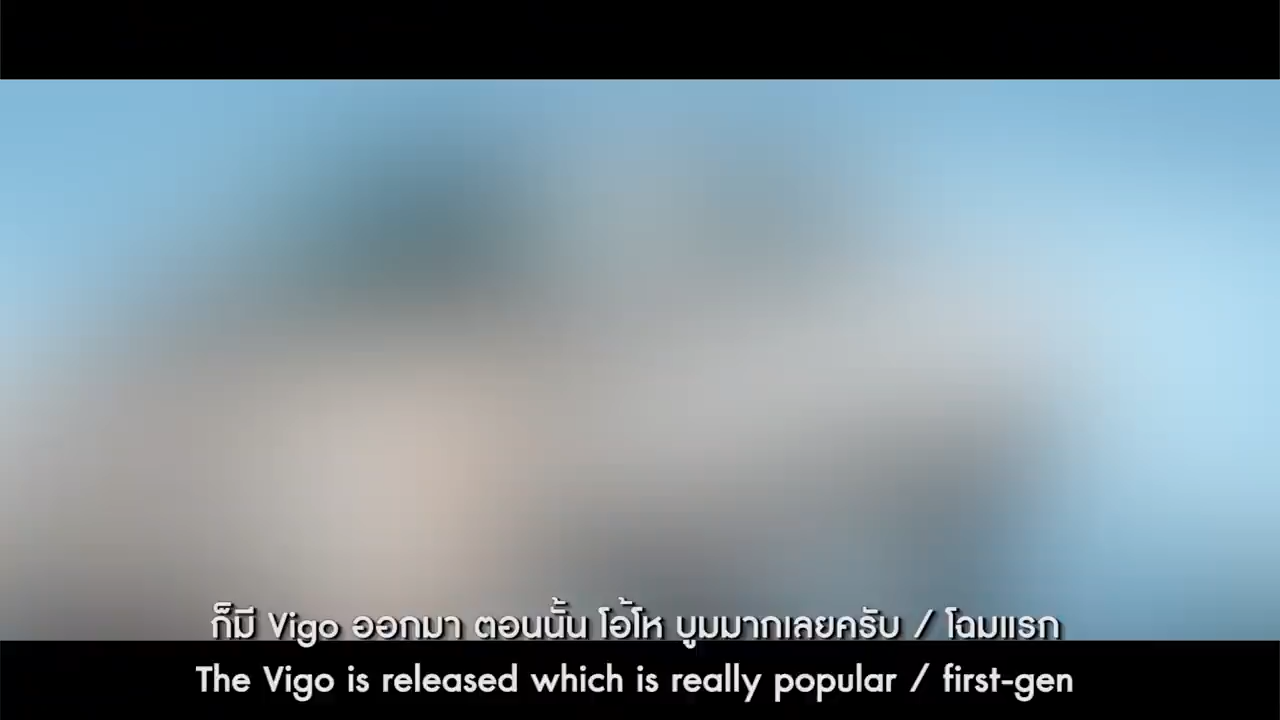 ก็มี Vigo ออกมา ตอนนั้น โอ้โห บูมมากเลยครับ / โฉมแรก
The Vigo is released which is really popular / first-gen